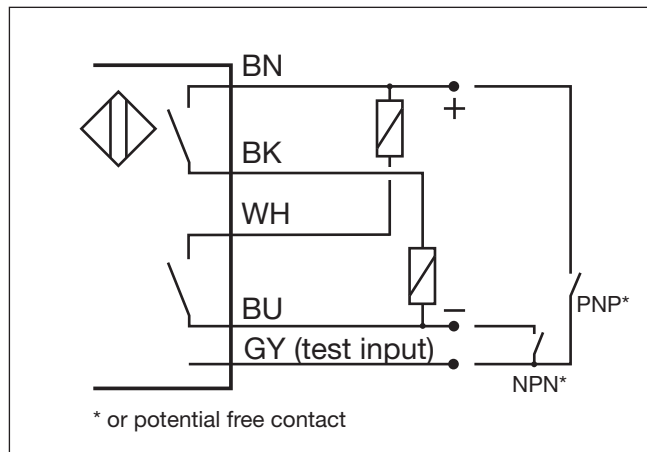 BN
+
BK
WH
BU
−
PNP*
GY (test input)
NPN*
* or potential free contact